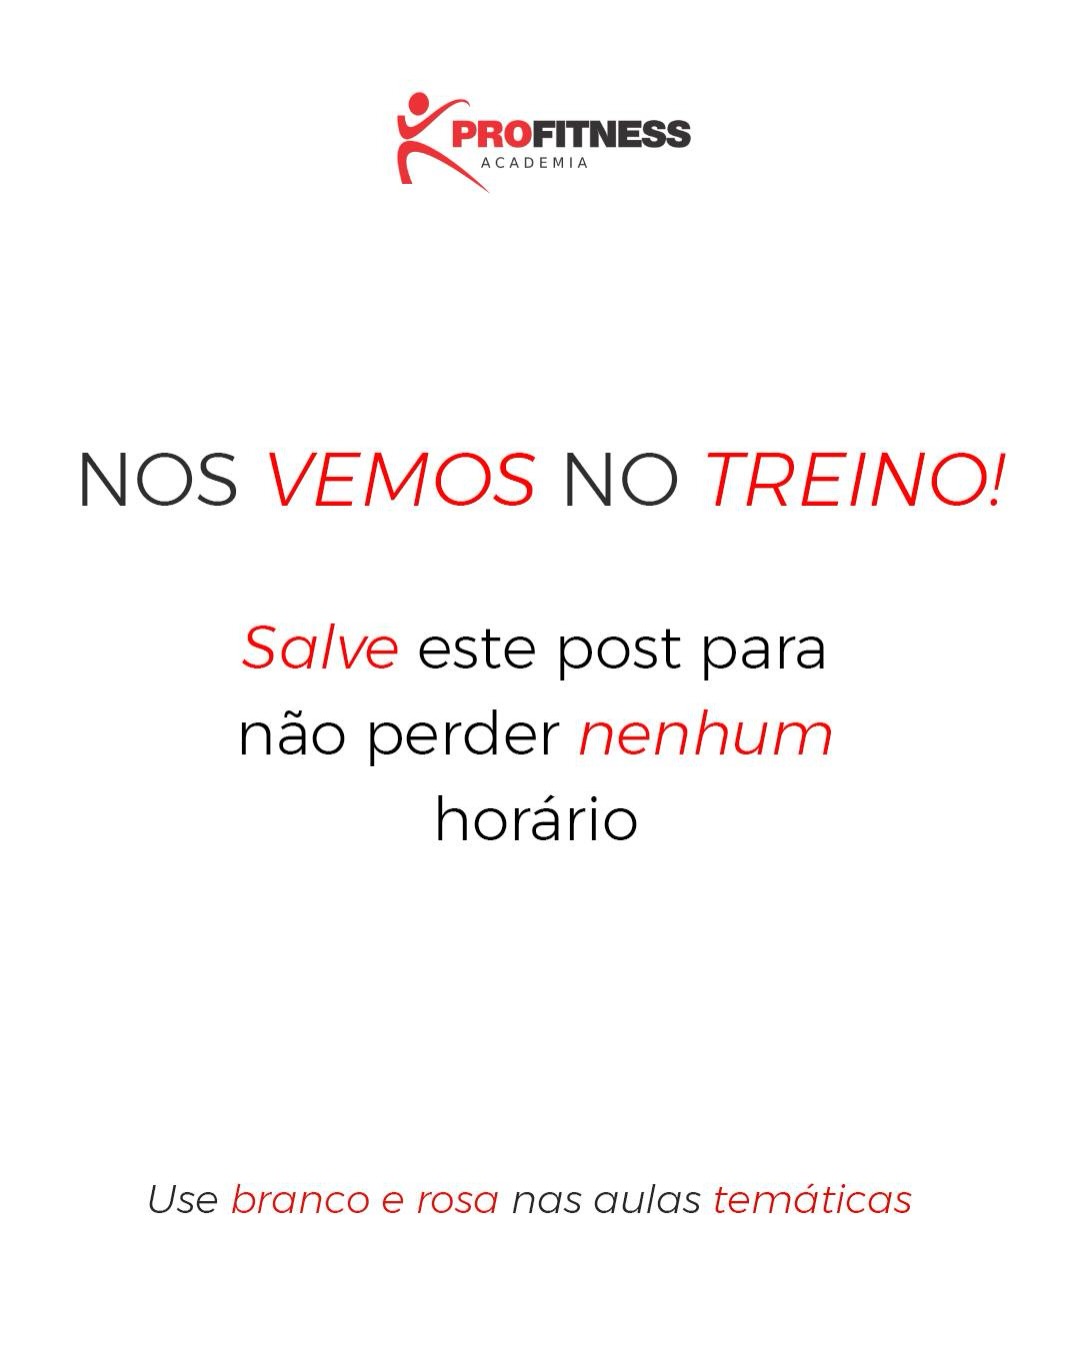 PROFITNESS
ACADEMIA
NOS VEMOS NO TREINO!
Salve este post para
não perder nenhum
horário
Use branco e rosa nas aulas temáticas